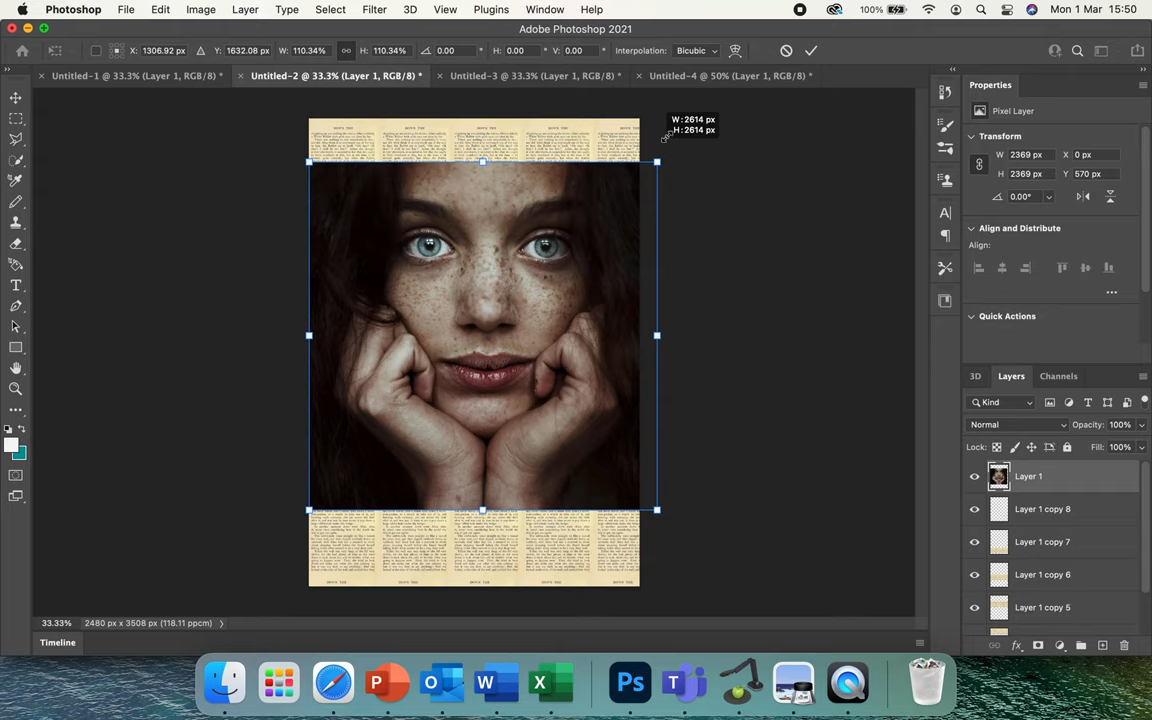 Photoshop File Edit Image Layer Type Select Filter 3D View Plugins Window Help 100% Mon 1 Mar 15:50
Adobe Photoshop 2021
X: 1306.92 px Y: 1632.08 px W: 110.34% H: 110.34% 0.00 ° H: 0.00 ° V: 0.00 ° Interpolation: Bicubic
Untitled-1 @ 33.3% (Layer 1, RGB/8) * Untitled-2 @ 33.3% (Layer 1, RGB/8) * Untitled-3 @ 33.3% (Layer 1, RGB/8) * Untitled-4 @ 50% (Layer 1, RGB/8) *
Properties
Pixel Layer
W: 2614 px
H: 2614 px
Transform
W 2369 px X 0 px
H 2369 px Y 570 px
0.00°
Align and Distribute
Align:
Quick Actions
3D Layers Channels
Kind
Normal Opacity: 100%
Lock: Fill: 100%
Layer 1
Layer 1 copy 8
Layer 1 copy 7
Layer 1 copy 6
Layer 1 copy 5
33.33% 2480 px x 3508 px (118.11 ppcm)
Timeline